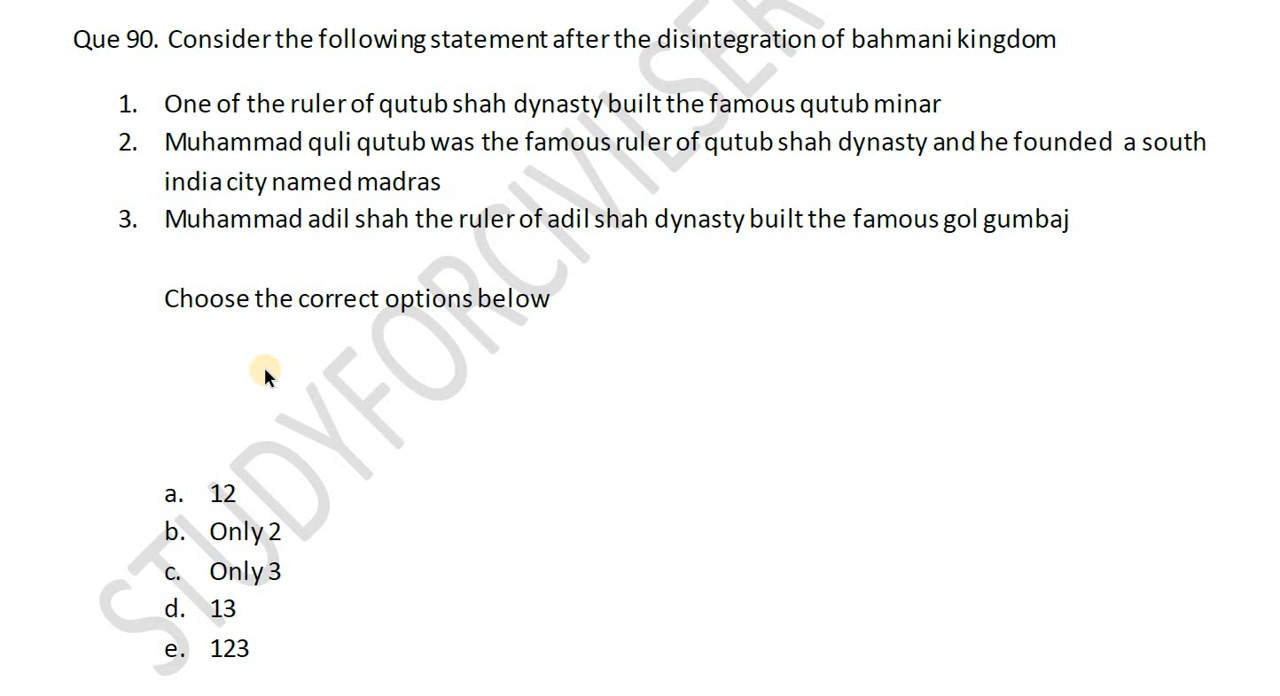 Que 90. Consider the following statement after the disintegration of bahmani kingdom
1. One of the ruler of qutub shah dynasty built the famous qutub minar
2. Muhammad quli qutub was the famous ruler of qutub shah dynasty and he founded a south
india city named madras
3. Muhammad adil shah the ruler of adil shah dynasty built the famous gol gumbaj
Choose the correct options below
a. 12
b. Only 2
c. Only 3
d. 13
e. 123
STUDYFORCIVILSER